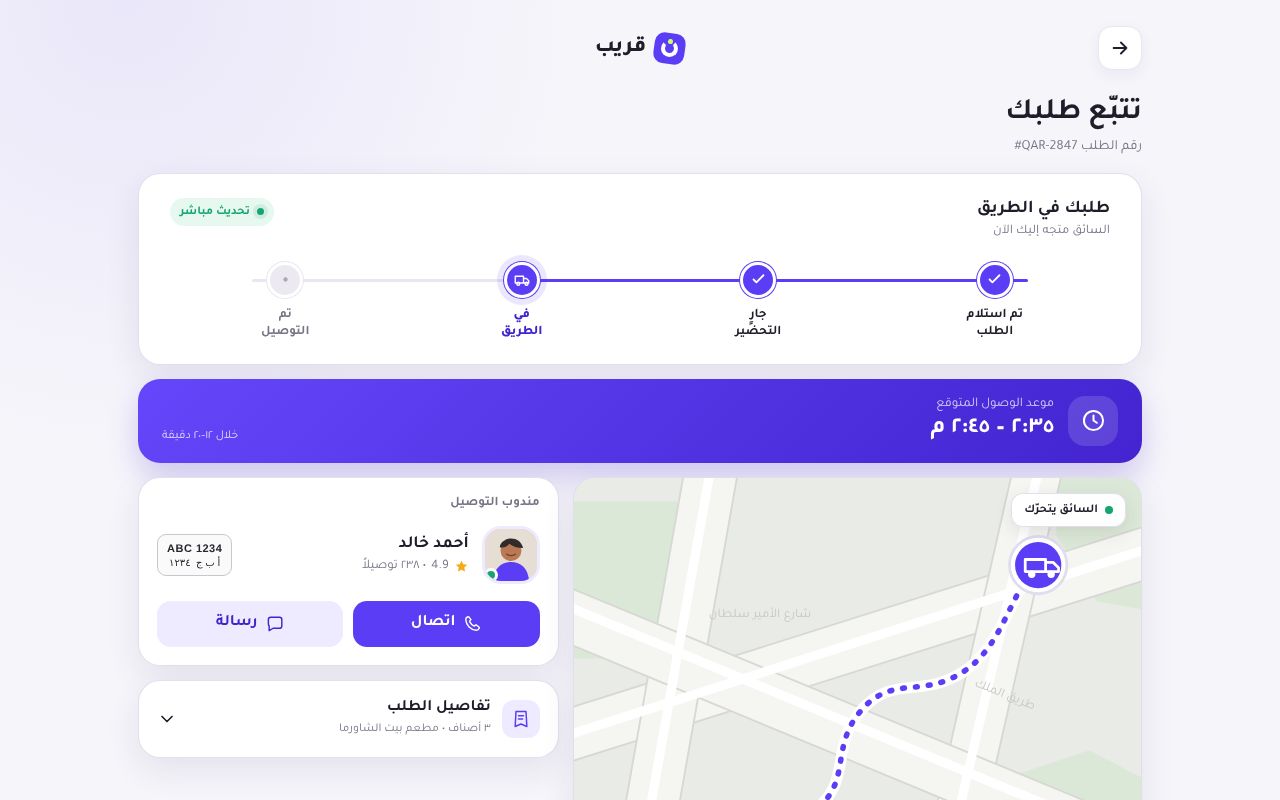 قريب
تتبّع طلبك
رقم الطلب QAR-2847#
طلبك في الطريق
تحديث مباشر
السائق متجه إليك الآن
تم استلام
الطلب
جارٍ
التحضير
في
الطريق
تم
التوصيل
موعد الوصول المتوقع
٢:٣٥ – ٢:٤٥ م
خلال ١٢–٢٠ دقيقة
السائق يتحرّك
شارع الأمير سلطان
طريق الملك
مندوب التوصيل
أحمد خالد
4.9 • ٢٣٨ توصيلاً
ABC 1234
أ ب ج ١٢٣٤
اتصال
رسالة
تفاصيل الطلب
٣ أصناف • مطعم بيت الشاورما